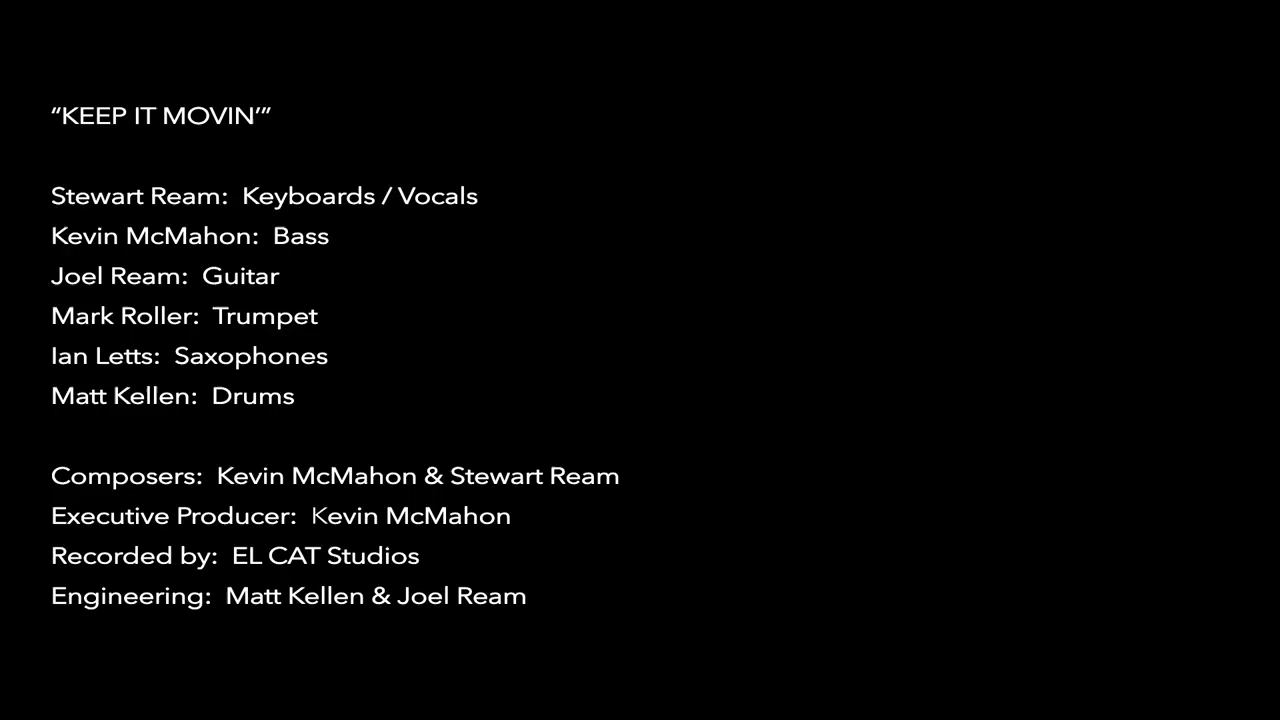 “KEEP IT MOVIN’”
Stewart Ream: Keyboards / Vocals
Kevin McMahon: Bass
Joel Ream: Guitar
Mark Roller: Trumpet
Ian Letts: Saxophones
Matt Kellen: Drums
Composers: Kevin McMahon & Stewart Ream
Executive Producer: Kevin McMahon
Recorded by: EL CAT Studios
Engineering: Matt Kellen & Joel Ream